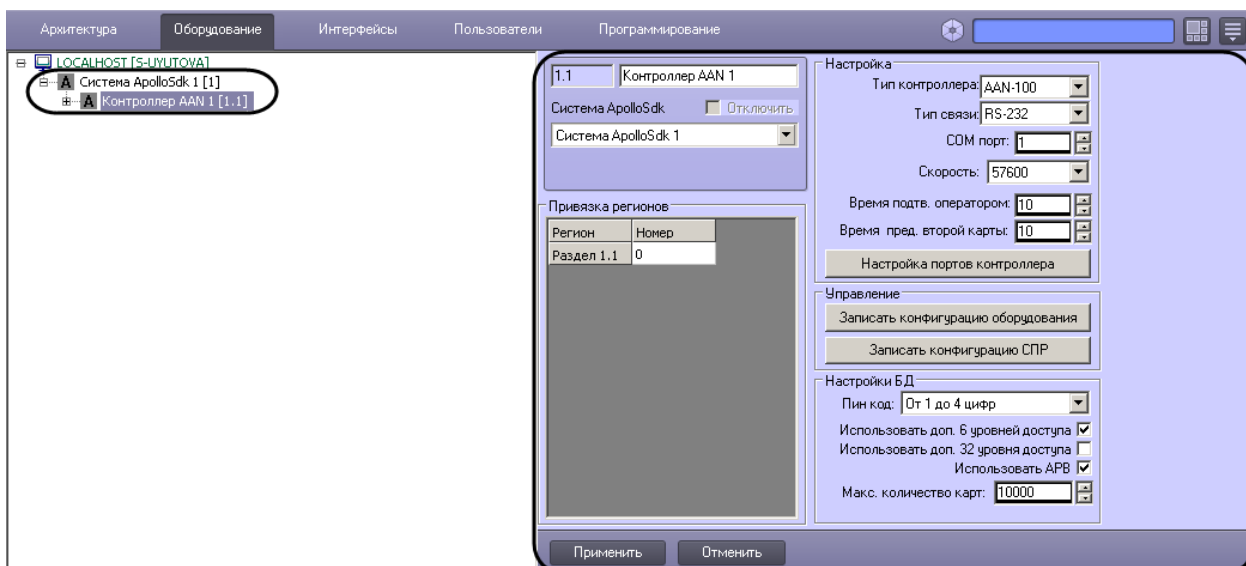 Архитектура Оборудование Интерфейсы Пользователи Программирование
LOCALHOST [S-UYUTOVA]
Система ApolloSdk 1 [1]
Контроллер AAN 1 [1.1]
1.1 Контроллер AAN 1
Система ApolloSdk Отключить
Система ApolloSdk 1
Привязка регионов
Регион Номер
Раздел 1.1 0
Настройка
Тип контроллера: AAN-100
Тип связи: RS-232
COM порт: 1
Скорость: 57600
Время подтв. оператором: 10
Время пред. второй карты: 10
Настройка портов контроллера
Управление
Записать конфигурацию оборудования
Записать конфигурацию СПР
Настройки БД
Пин код: От 1 до 4 цифр
Использовать доп. 6 уровней доступа
Использовать доп. 32 уровня доступа
Использовать APB
Макс. количество карт: 10000
Применить Отменить